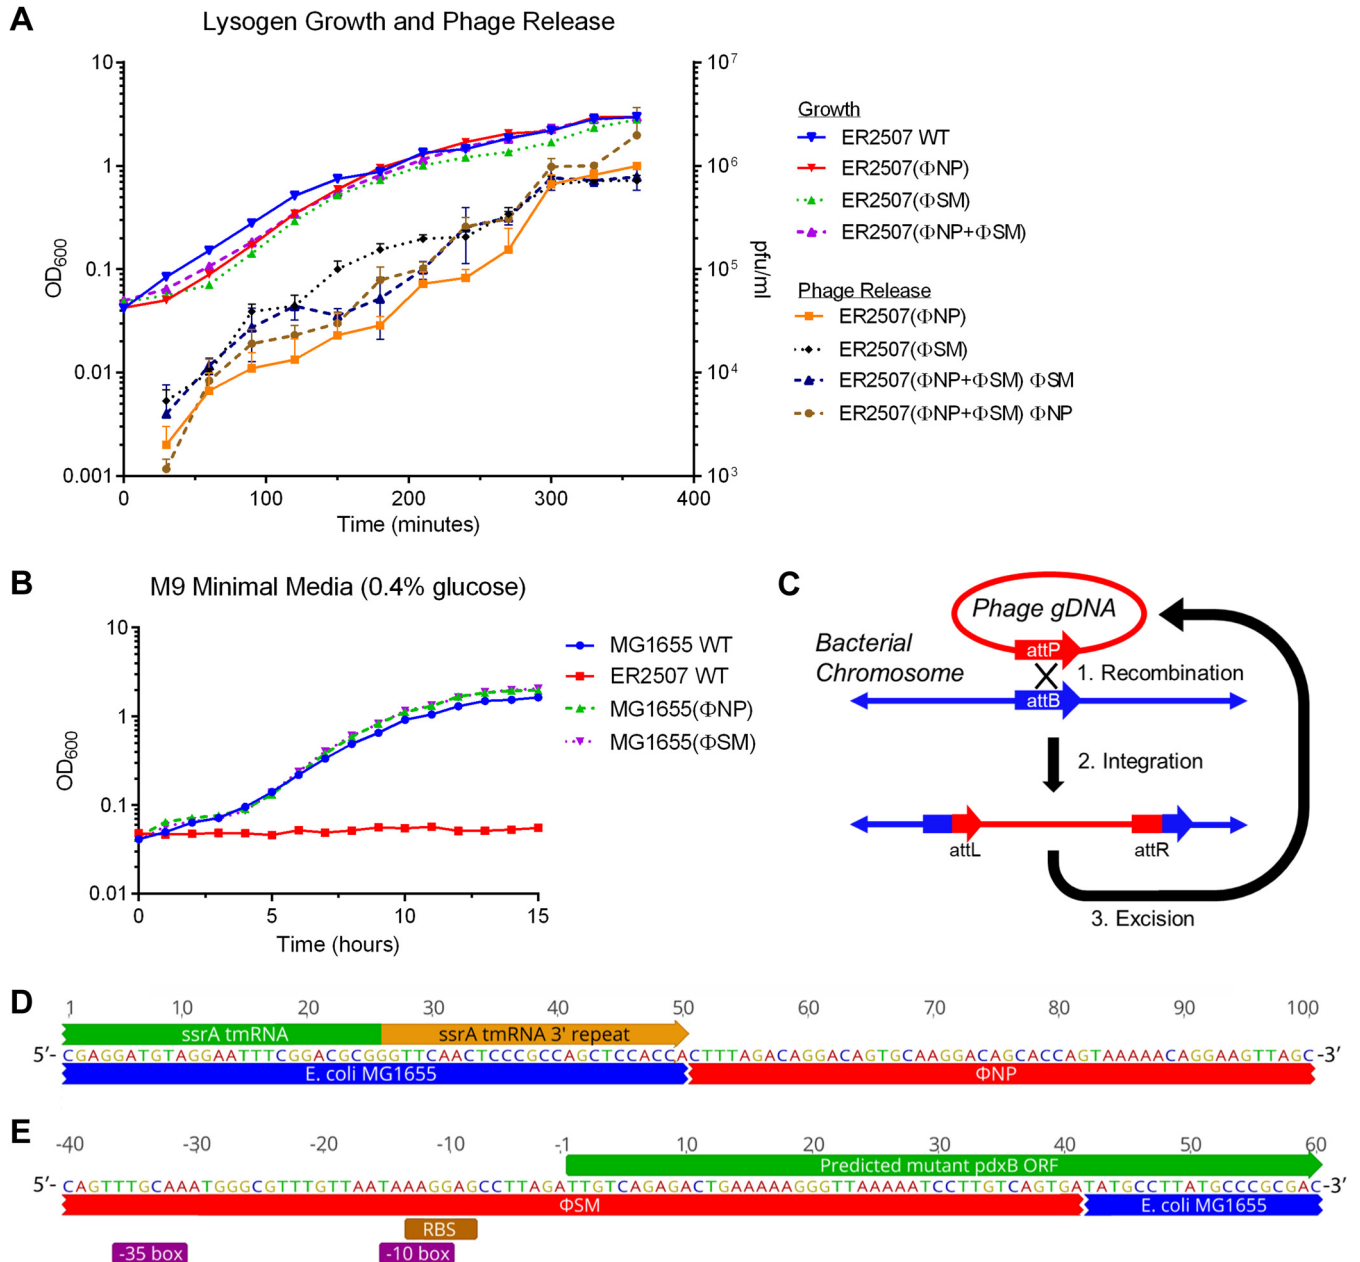 A
Lysogen Growth and Phage Release
10
1
0.1
0.01
0.001
OD600
10^7
10^6
10^5
10^4
10^3
pfu/ml
0
100
200
300
400
Time (minutes)
Growth
ER2507 WT
ER2507(ΦNP)
ER2507(ΦSM)
ER2507(ΦNP+ΦSM)
Phage Release
ER2507(ΦNP)
ER2507(ΦSM)
ER2507(ΦNP+ΦSM) ΦSM
ER2507(ΦNP+ΦSM) ΦNP
B
M9 Minimal Media (0.4% glucose)
10
1
0.1
0.01
OD600
0
5
10
15
Time (hours)
MG1655 WT
ER2507 WT
MG1655(ΦNP)
MG1655(ΦSM)
C
Phage gDNA
attP
Bacterial
Chromosome
1. Recombination
attB
2. Integration
attL
attR
3. Excision
D
1 10 20 30 40 50 60 70 80 90 100
ssrA tmRNA
ssrA tmRNA 3' repeat
5′- CGAGGATGTAGGAATTTCGGACGCGGGTTCAACTCCCGCCAGCTCCACCACTTTAGACAGGACAGTGCAAGGACAGCACCAGTAAAAACAGGAAGTTAGC -3′
E. coli MG1655
ΦNP
E
-40 -30 -20 -10 -1 10 20 30 40 50 60
Predicted mutant pdxB ORF
5′- CAGTTTGCAAATGGGCGTTTGTTAATAAAGGAGCCTTAGATTGTCAGAGACTGAAAAAGGGTTAAAAATCCTTGTCAGTGATATGCCTTATGCCCGCGAC -3′
ΦSM
E. coli MG1655
RBS
-35 box
-10 box